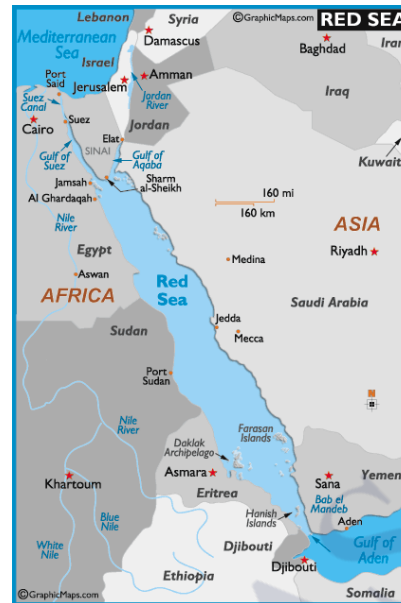 ©GraphicMaps.com
RED SEA
Lebanon
Syria
Mediterranean
Sea
Damascus
Baghdad
Iran
Israel
Port
Said
Amman
Jerusalem
Iraq
Suez
Canal
Jordan
River
Cairo
Suez
Jordan
Elat
SINAI
Gulf of
Suez
Gulf of
Aqaba
Kuwait
Jamsah
Sharm
al-Sheikh
Al Ghardaqah
160 mi
160 km
Nile
River
ASIA
Riyadh
Egypt
Medina
Aswan
Red
Sea
AFRICA
Saudi Arabia
Sudan
Jedda
Mecca
Port
Sudan
Nile
River
Farasan
Islands
Daklak
Archipelago
Asmara
Sana
Yemen
Khartoum
Eritrea
Bab el
Mandeb
Hanish
Islands
Aden
Blue
Nile
White
Nile
Djibouti
Gulf of
Aden
Djibouti
Ethiopia
Somalia
©GraphicMaps.com